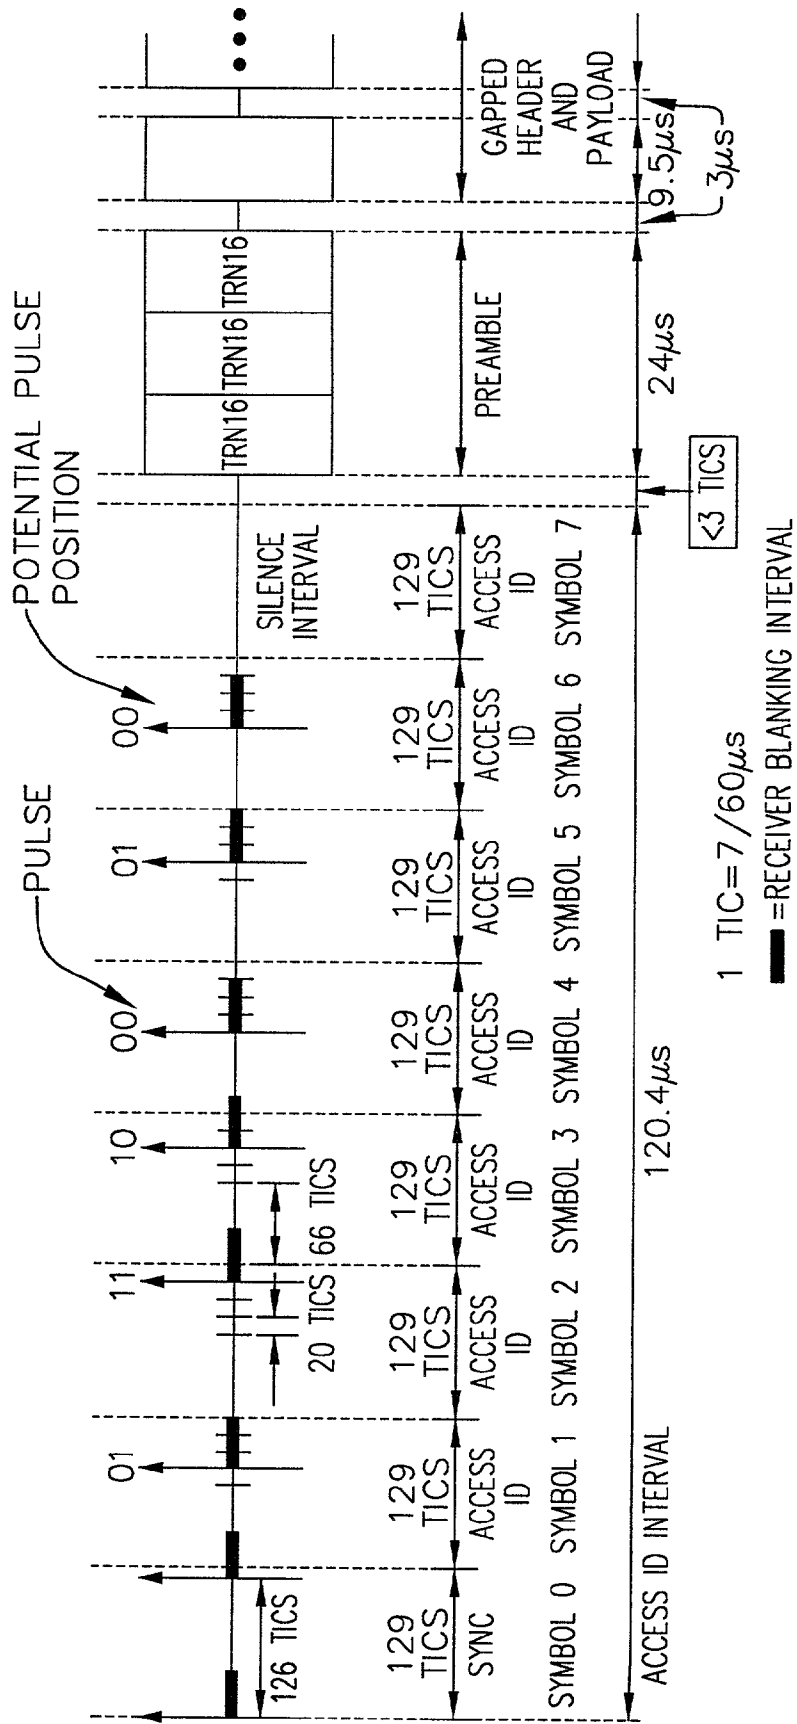 POTENTIAL PULSE
POSITION
PULSE
01
11
10
00
01
00
126 TICS
20 TICS
66 TICS
SILENCE
INTERVAL
TRN16
TRN16
TRN16
129
TICS
129
TICS
129
TICS
129
TICS
129
TICS
129
TICS
129
TICS
129
TICS
SYNC
ACCESS
ID
ACCESS
ID
ACCESS
ID
ACCESS
ID
ACCESS
ID
ACCESS
ID
ACCESS
ID
PREAMBLE
GAPPED
HEADER
AND
PAYLOAD
SYMBOL 0 SYMBOL 1 SYMBOL 2 SYMBOL 3 SYMBOL 4 SYMBOL 5 SYMBOL 6 SYMBOL 7
ACCESS ID INTERVAL
120.4μs
24μs
9.5μs
3μs
<3 TICS
1 TIC=7/60μs
=RECEIVER BLANKING INTERVAL